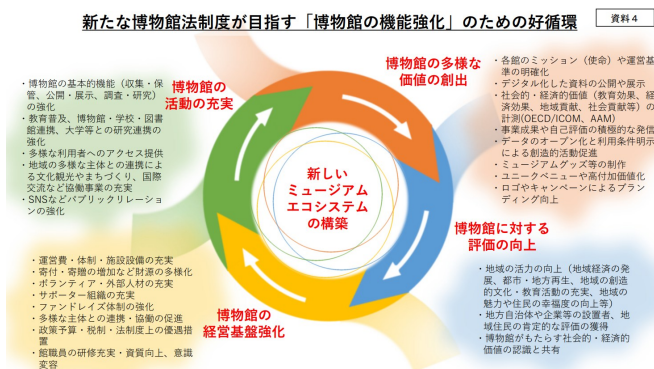 新たな博物館法制度が目指す「博物館の機能強化」のための好循環
資料４
・博物館の基本的機能（収集・保
管、公開・展示、調査・研究）
の強化
・教育普及、博物館・学校・図書
館連携、大学等との研究連携の
強化
・多様な利用者へのアクセス提供
・地域の多様な主体との連携によ
る文化観光やまちづくり、国際
交流など協働事業の充実
・SNSなどパブリックリレーショ
ンの強化
博物館の
活動の充実
博物館の多様な
価値の創出
・各館のミッション（使命）や運営基
準の明確化
・デジタル化した資料の公開や展示
・社会的・経済的価値（教育効果、経
済効果、地域貢献、社会貢献等）の
計測(OECD/ICOM、AAM)
・事業成果や自己評価の積極的な発信
・データのオープン化と利用条件明示
による創造的活動促進
・ミュージアムグッズ等の制作
・ユニークベニューや高付加価値化
・ロゴやキャンペーンによるブラン
ディング向上
新しい
ミュージアム
エコシステム
の構築
・運営費・体制・施設設備の充実
・寄付・寄贈の増加など財源の多様化
・ボランティア・外部人材の充実
・サポーター組織の充実
・ファンドレイズ体制の強化
・多様な主体との連携・協働の促進
・政策予算・税制・法制度上の優遇措
置
・館職員の研修充実・資質向上、意識
変容
博物館の
経営基盤強化
博物館に対する
評価の向上
・地域の活力の向上（地域経済の発
展、都市・地方再生、地域の創造
的文化・教育活動の充実、地域の
魅力や住民の幸福度の向上等）
・地方自治体や企業等の設置者、地
域住民の肯定的な評価の獲得
・博物館がもたらす社会的・経済的
価値の認識と共有